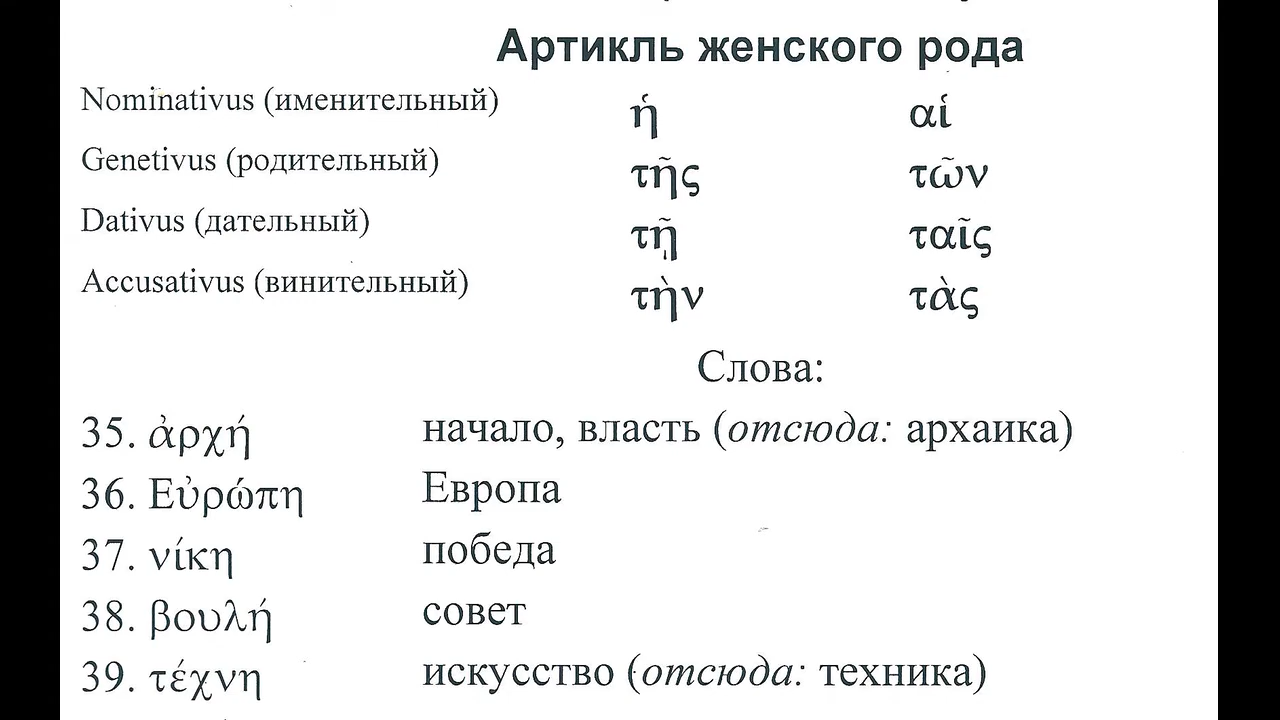 Артикль женского рода
Nominativus (именительный) ἡ αἱ
Genetivus (родительный) τῆς τῶν
Dativus (дательный) τῇ ταῖς
Accusativus (винительный) τὴν τὰς
Слова:
35. ἀρχή начало, власть (отсюда: архаика)
36. Εὐρώπη Европа
37. νίκη победа
38. βουλή совет
39. τέχνη искусство (отсюда: техника)